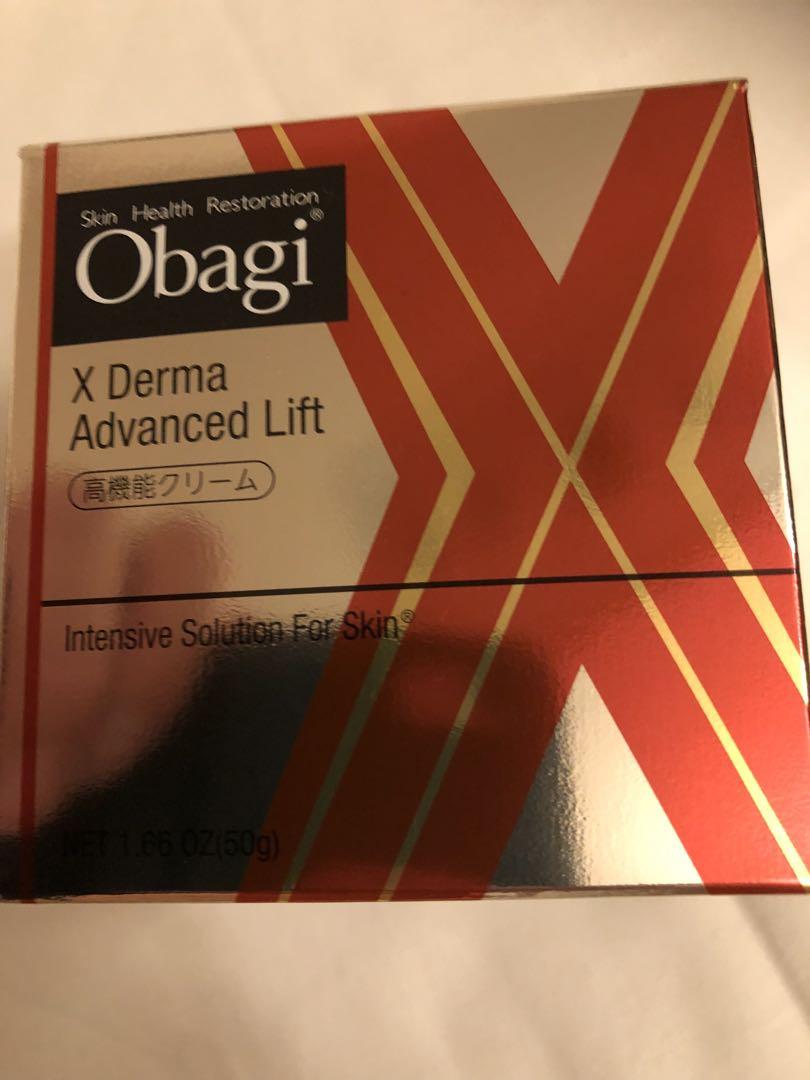 Skin Health Restoration
Obagi®
X Derma
Advanced Lift
高機能クリーム
Intensive Solution For Skin®
NET 1.66 OZ(50g)